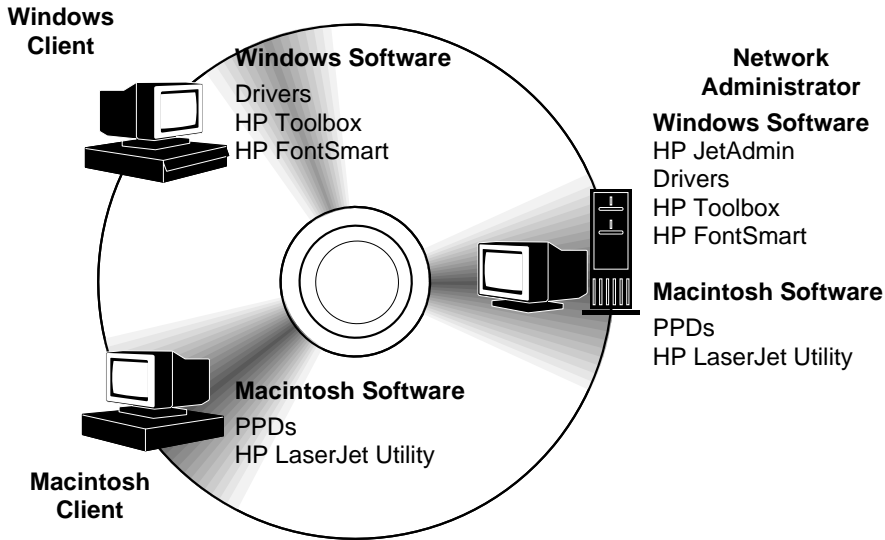 Windows
Client
Windows Software
Drivers
HP Toolbox
HP FontSmart
Network
Administrator
Windows Software
HP JetAdmin
Drivers
HP Toolbox
HP FontSmart
Macintosh Software
PPDs
HP LaserJet Utility
Macintosh Software
PPDs
HP LaserJet Utility
Macintosh
Client